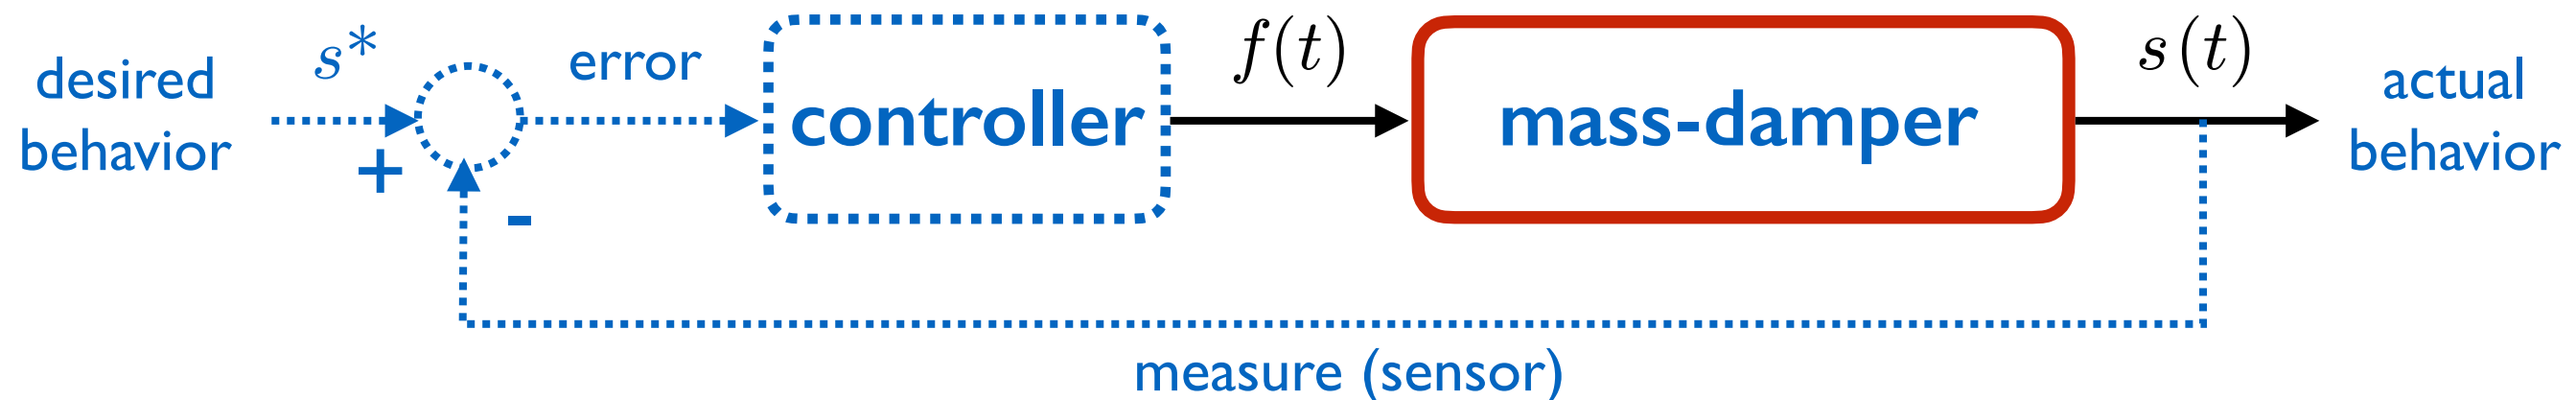 desired
behavior
s*
+
-
error
controller
f(t)
mass-damper
s(t)
actual
behavior
measure (sensor)